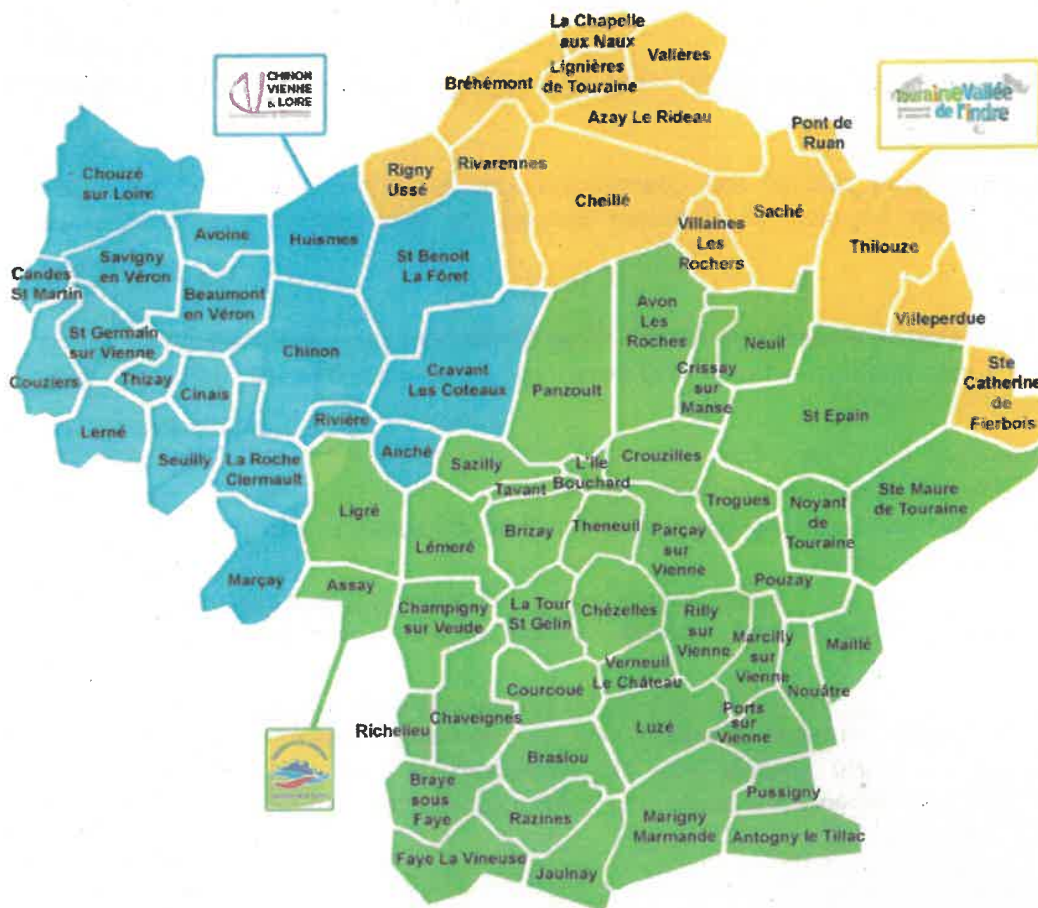 La Chapelle
aux Naux
Vallères
Bréhémont
Lignières
de Touraine
CHINON
VIENNE
& LOIRE
Touraine Vallée
de l'indre
Azay Le Rideau
Pont de
Ruan
Rigny
Ussé
Rivarennes
Chouzé
sur Loire
Cheillé
Saché
Villaines
Les
Rochers
Thilouze
Avoine
Huismes
Savigny
en Véron
St Benoit
La Fôret
Candes
St Martin
Beaumont
en Véron
Avon
Les
Roches
Villeperdue
St Germain
sur Vienne
Chinon
Neuil
Couziers
Thizay
Cinais
Cravant
Les Coteaux
Panzoult
Crissay
sur
Manse
Ste
Catherine
de
Fierbois
St Epain
Rivière
Lerné
Seuilly
La Roche
Clermault
Anché
Sazilly
L'Ile
Bouchard
Crouzilles
Tavant
Ligré
Trogues
Noyant
de
Touraine
Ste Maure
de Touraine
Lémeré
Brizay
Theneuil
Parçay
sur
Vienne
Marçay
Assay
Pouzay
Champigny
sur Veude
La Tour
St Gelin
Chézelles
Rilly
sur
Vienne
Marcilly
sur
Vienne
Maillé
Verneuil
Le Château
Courcoué
Nouâtre
Richelieu
Chaveignes
Luzé
Ports
sur
Vienne
Braslou
Braye
sous
Faye
Razines
Marigny
Marmande
Pussigny
Antogny le Tillac
Faye La Vineuse
Jaulnay